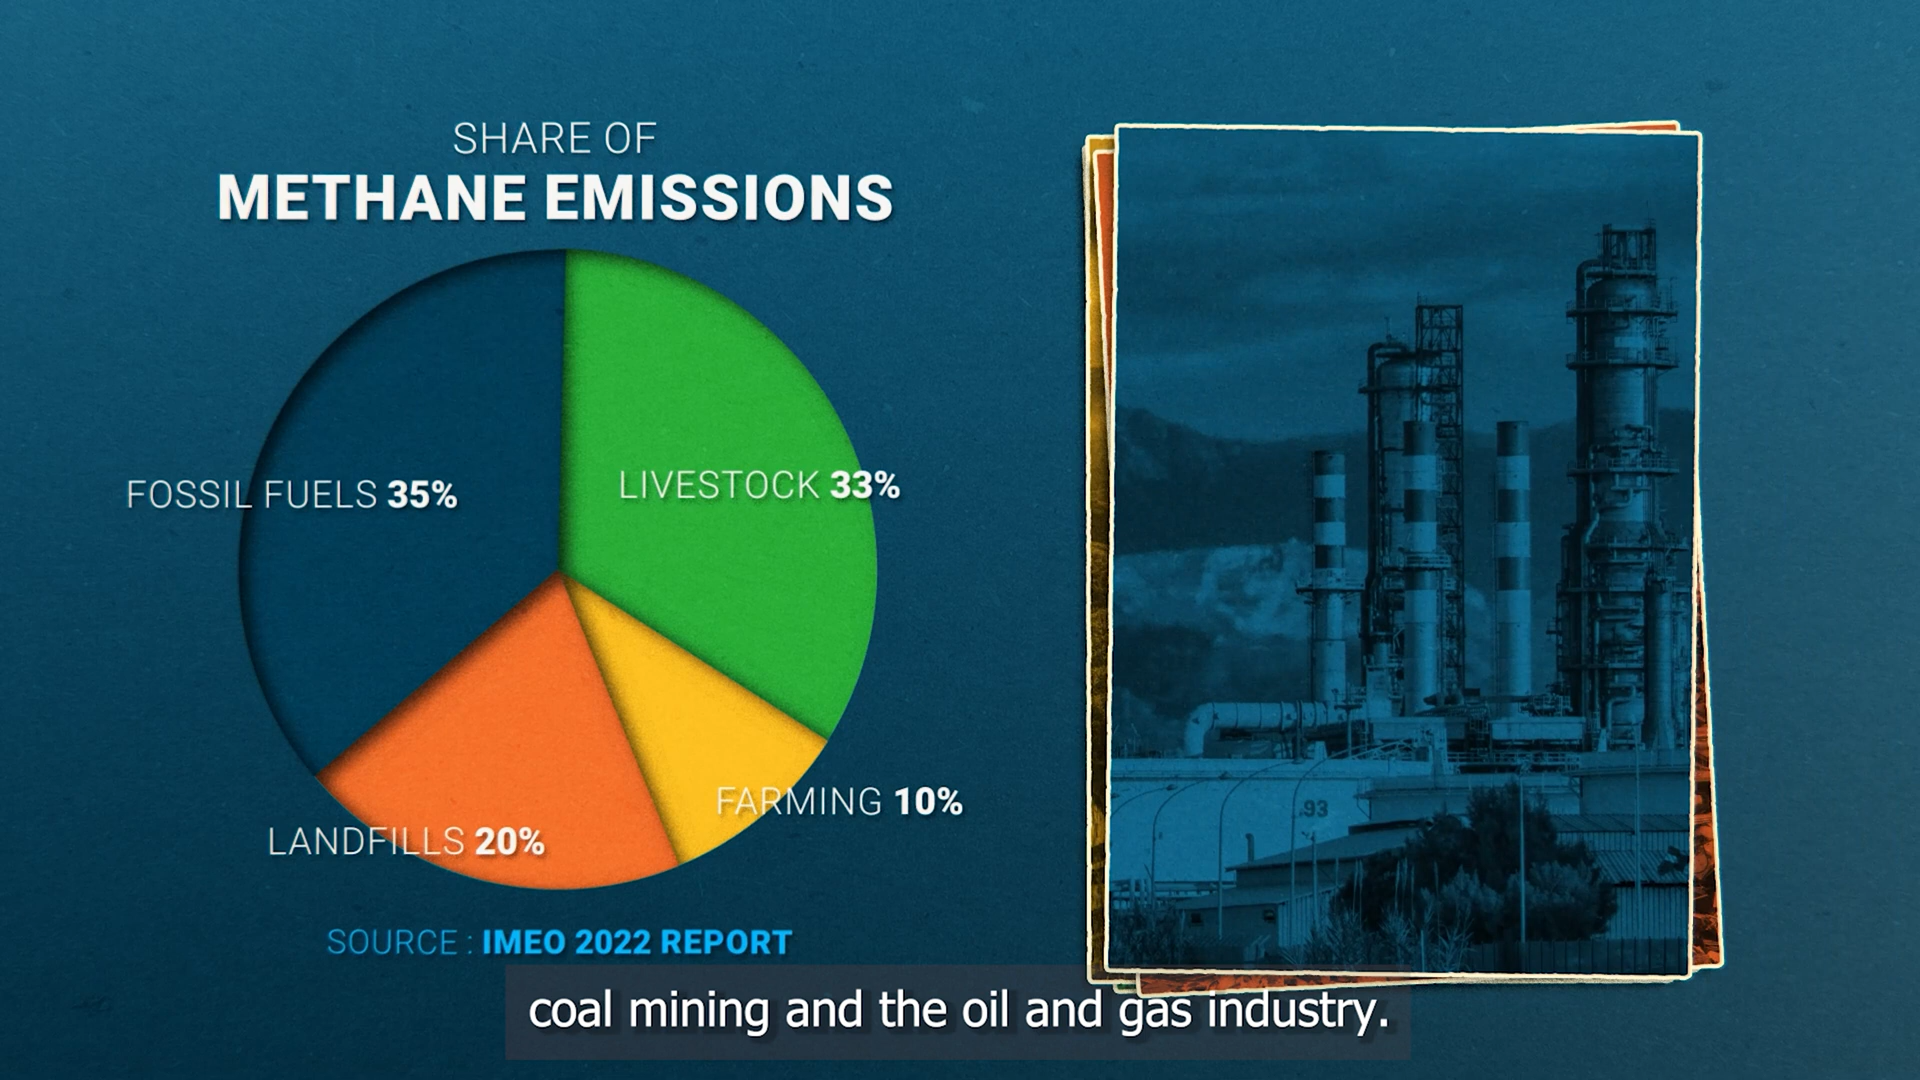 SHARE OF
METHANE EMISSIONS
FOSSIL FUELS 35%
LIVESTOCK 33%
FARMING 10%
LANDFILLS 20%
SOURCE : IMEO 2022 REPORT
93
coal mining and the oil and gas industry.